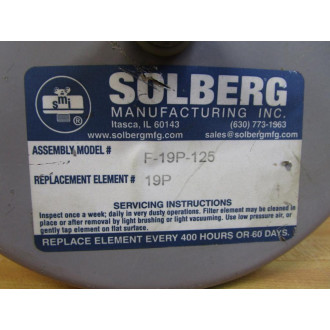 smi
®
SOLBERG
MANUFACTURING INC.
Itasca, IL 60143 (630) 773-1363
www.solbergmfg.com sales@solbergmfg.com
ASSEMBLY MODEL # F-19P-125
REPLACEMENT ELEMENT # 19P
SERVICING INSTRUCTIONS
Inspect once a week; daily in very dusty operations. Filter element may be cleaned in
place or after removal by light brushing or light vacuuming. Use low pressure air, or
gently tap element on flat surface.
REPLACE ELEMENT EVERY 400 HOURS OR 60 DAYS.